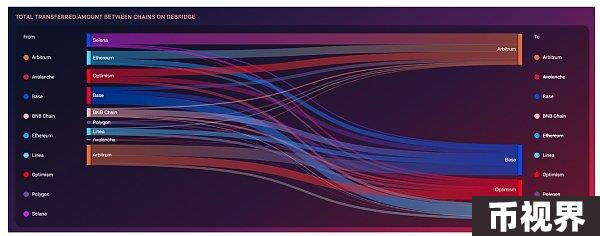 TOTAL TRANSFERRED AMOUNT BETWEEN CHAINS ON DEBRIDGE
From
Arbitrum
Avalanche
Base
BNB Chain
Ethereum
Linea
Optimism
Polygon
Solana
Solana
Ethereum
Optimism
Base
BNB Chain
Polygon
Linea
Avalanche
Arbitrum
Arbitrum
Base
Optimism
To
Arbitrum
Avalanche
Base
BNB Chain
Ethereum
Linea
Optimism
Polygon
币视界